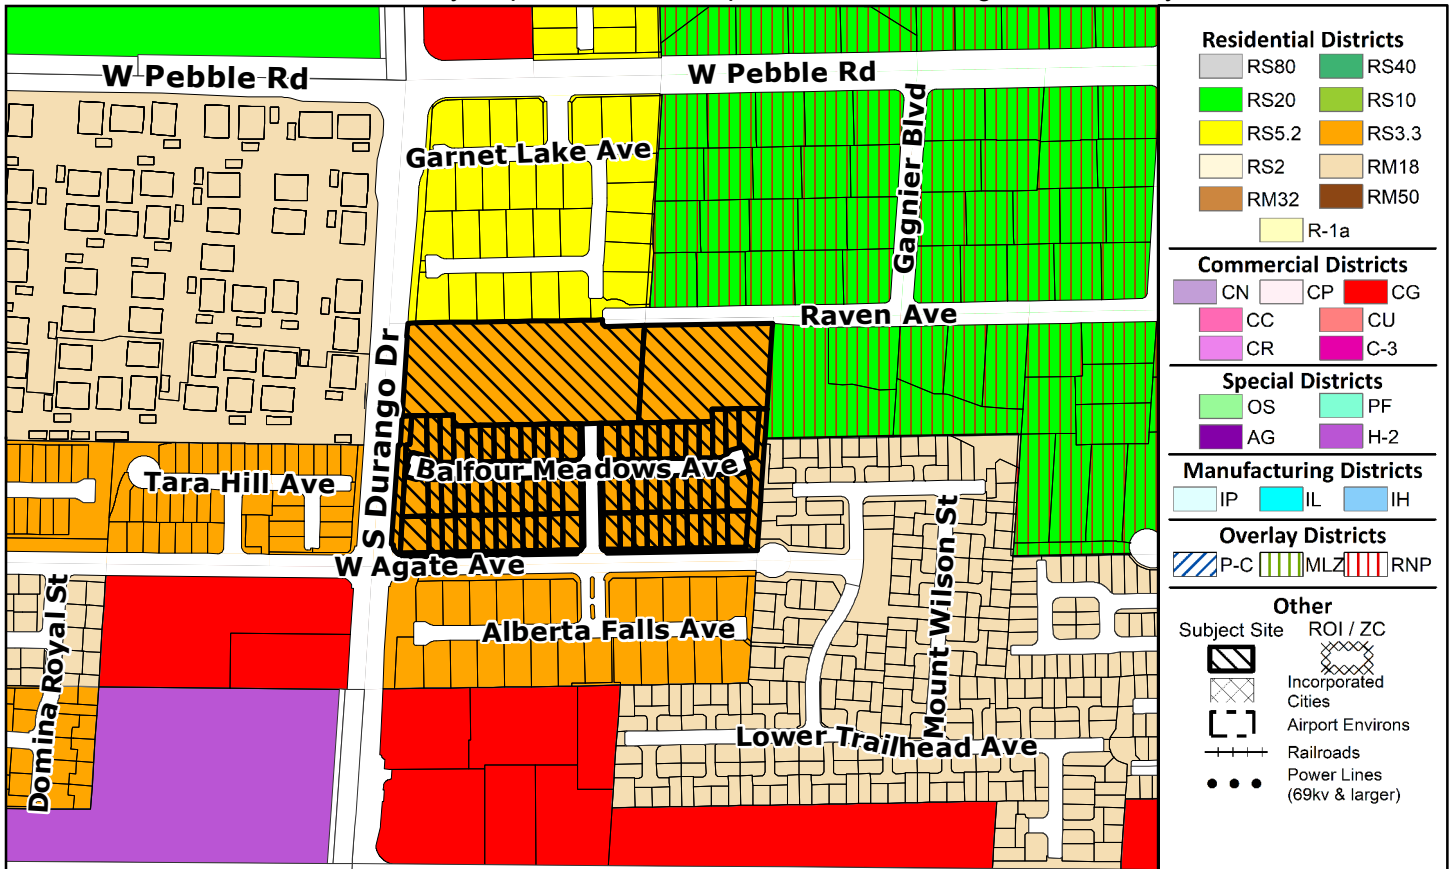 W Pebble Rd
W Pebble Rd
Garnet Lake Ave
Gagnier Blvd
Raven Ave
S Durango Dr
Balfour Meadows Ave
Tara Hill Ave
W Agate Ave
Mount Wilson St
Domina Royal St
Alberta Falls Ave
Lower Trailhead Ave
Residential Districts
RS80 RS40
RS20 RS10
RS5.2 RS3.3
RS2 RM18
RM32 RM50
R-1a
Commercial Districts
CN CP CG
CC CU
CR C-3
Special Districts
OS PF
AG H-2
Manufacturing Districts
IP IL IH
Overlay Districts
P-C MLZ RNP
Other
Subject Site ROI / ZC
Incorporated
Cities
Airport Environs
Railroads
Power Lines
(69kv & larger)